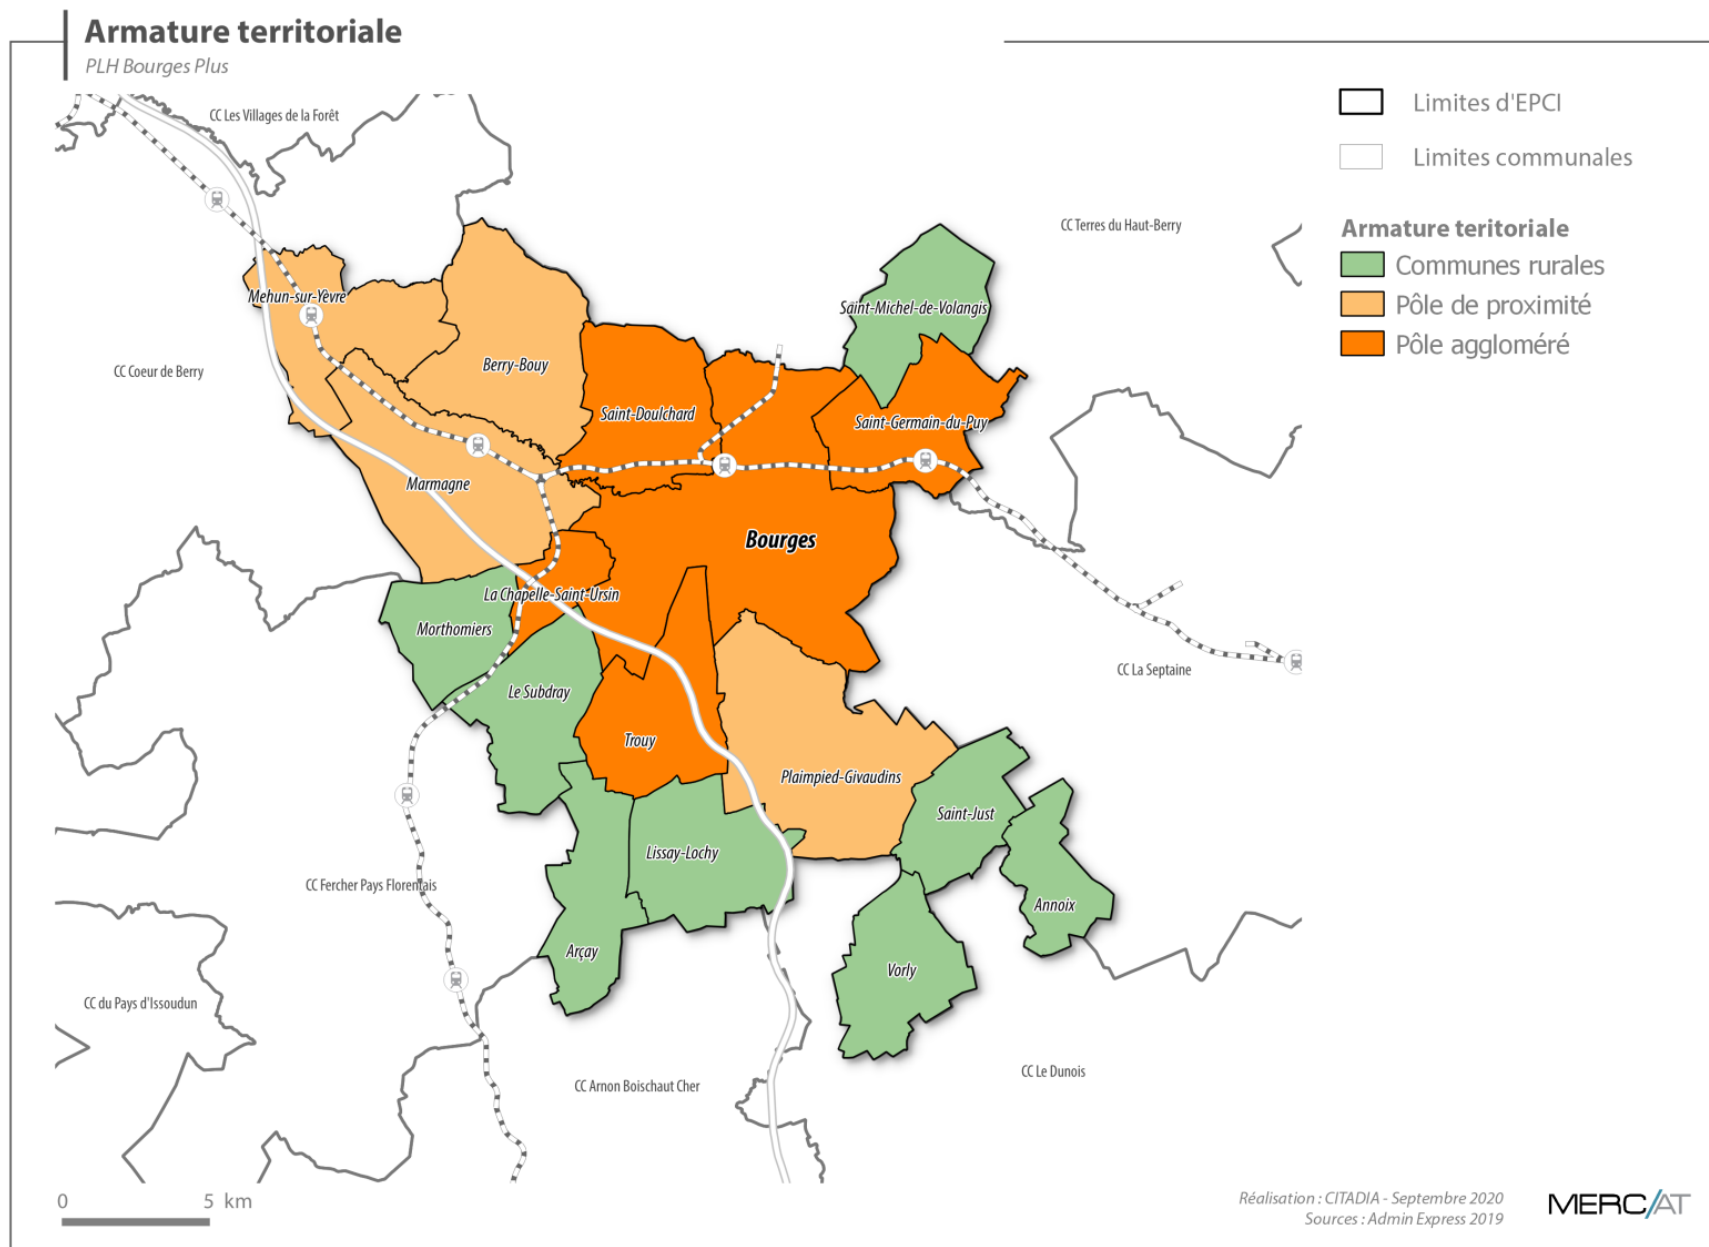 Armature territoriale
PLH Bourges Plus
Limites d'EPCI
Limites communales
Armature teritoriale
Communes rurales
Pôle de proximité
Pôle aggloméré
CC Les Villages de la Forêt
CC Terres du Haut-Berry
Mehun-sur-Yèvre
Saint-Michel-de-Volangis
CC Coeur de Berry
Berry-Bouy
Saint-Doulchard
Saint-Germain-du-Puy
Marmagne
Bourges
La Chapelle-Saint-Ursin
Morthomiers
CC La Septaine
Le Subdray
Trouy
Plaimpied-Givaudins
Saint-Just
Lissay-Lochy
CC Fercher Pays Florentais
Annoix
Arçay
Vorly
CC du Pays d'Issoudun
CC Le Dunois
CC Arnon Boischaut Cher
0 5 km
Réalisation : CITADIA - Septembre 2020
Sources : Admin Express 2019
MERC/AT